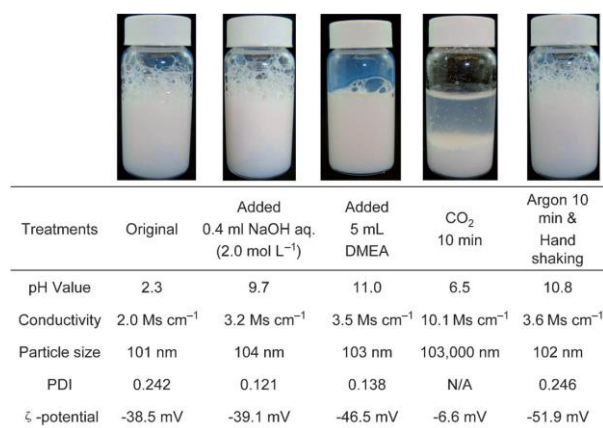 Treatments Original Added 0.4 ml NaOH aq. (2.0 mol L⁻¹) Added 5 mL DMEA CO₂ 10 min Argon 10 min & Hand shaking
pH Value 2.3 9.7 11.0 6.5 10.8
Conductivity 2.0 Ms cm⁻¹ 3.2 Ms cm⁻¹ 3.5 Ms cm⁻¹ 10.1 Ms cm⁻¹ 3.6 Ms cm⁻¹
Particle size 101 nm 104 nm 103 nm 103,000 nm 102 nm
PDI 0.242 0.121 0.138 N/A 0.246
ζ -potential -38.5 mV -39.1 mV -46.5 mV -6.6 mV -51.9 mV